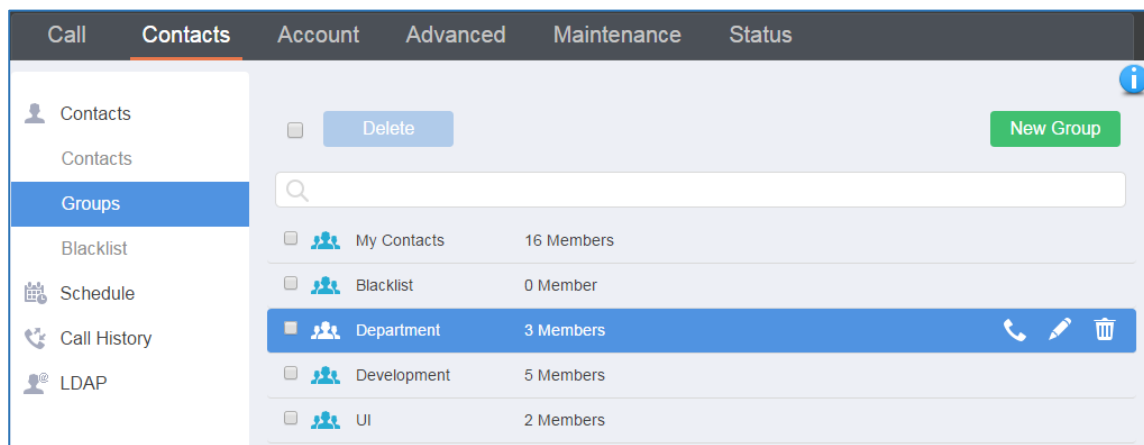 Call Contacts Account Advanced Maintenance Status
Contacts
Contacts
Groups
Blacklist
Schedule
Call History
LDAP
Delete New Group
My Contacts 16 Members
Blacklist 0 Member
Department 3 Members
Development 5 Members
UI 2 Members